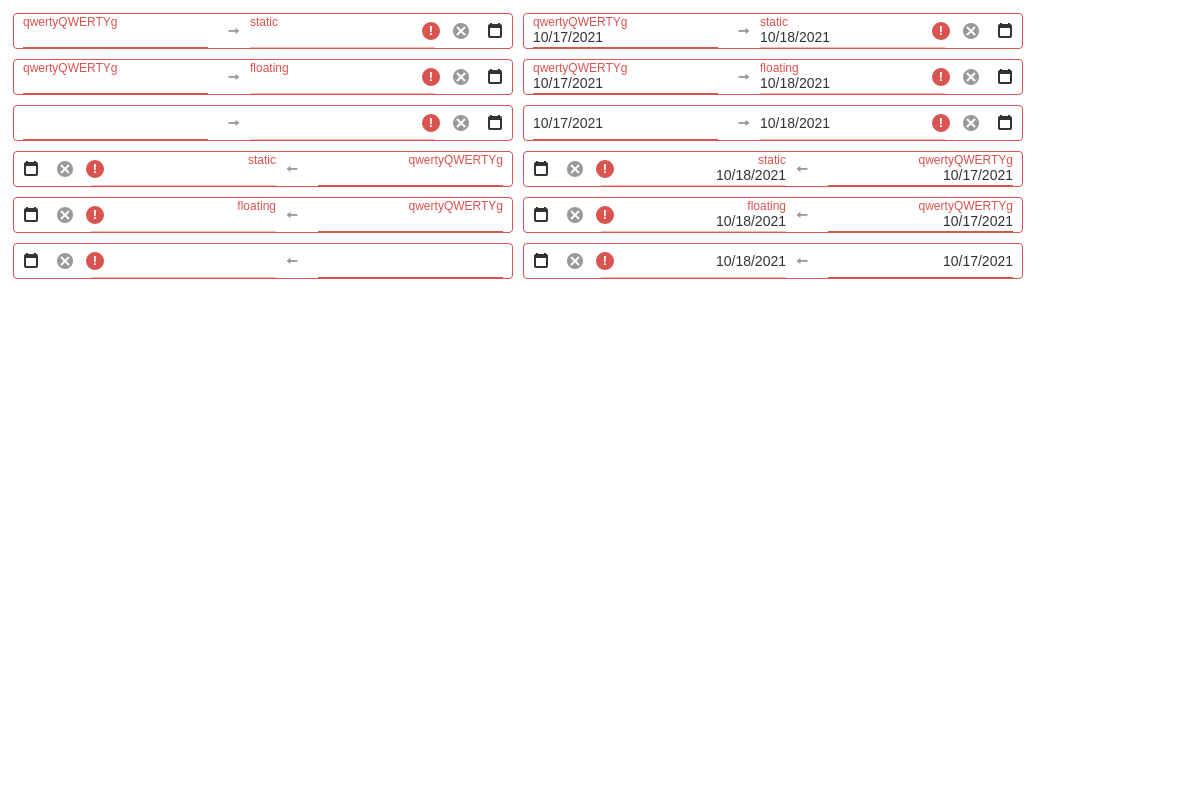 qwertyQWERTYg static qwertyQWERTYg static
10/17/2021 10/18/2021
qwertyQWERTYg floating qwertyQWERTYg floating
10/17/2021 10/18/2021
10/17/2021 10/18/2021
static qwertyQWERTYg static qwertyQWERTYg
10/18/2021 10/17/2021
floating qwertyQWERTYg floating qwertyQWERTYg
10/18/2021 10/17/2021
10/18/2021 10/17/2021